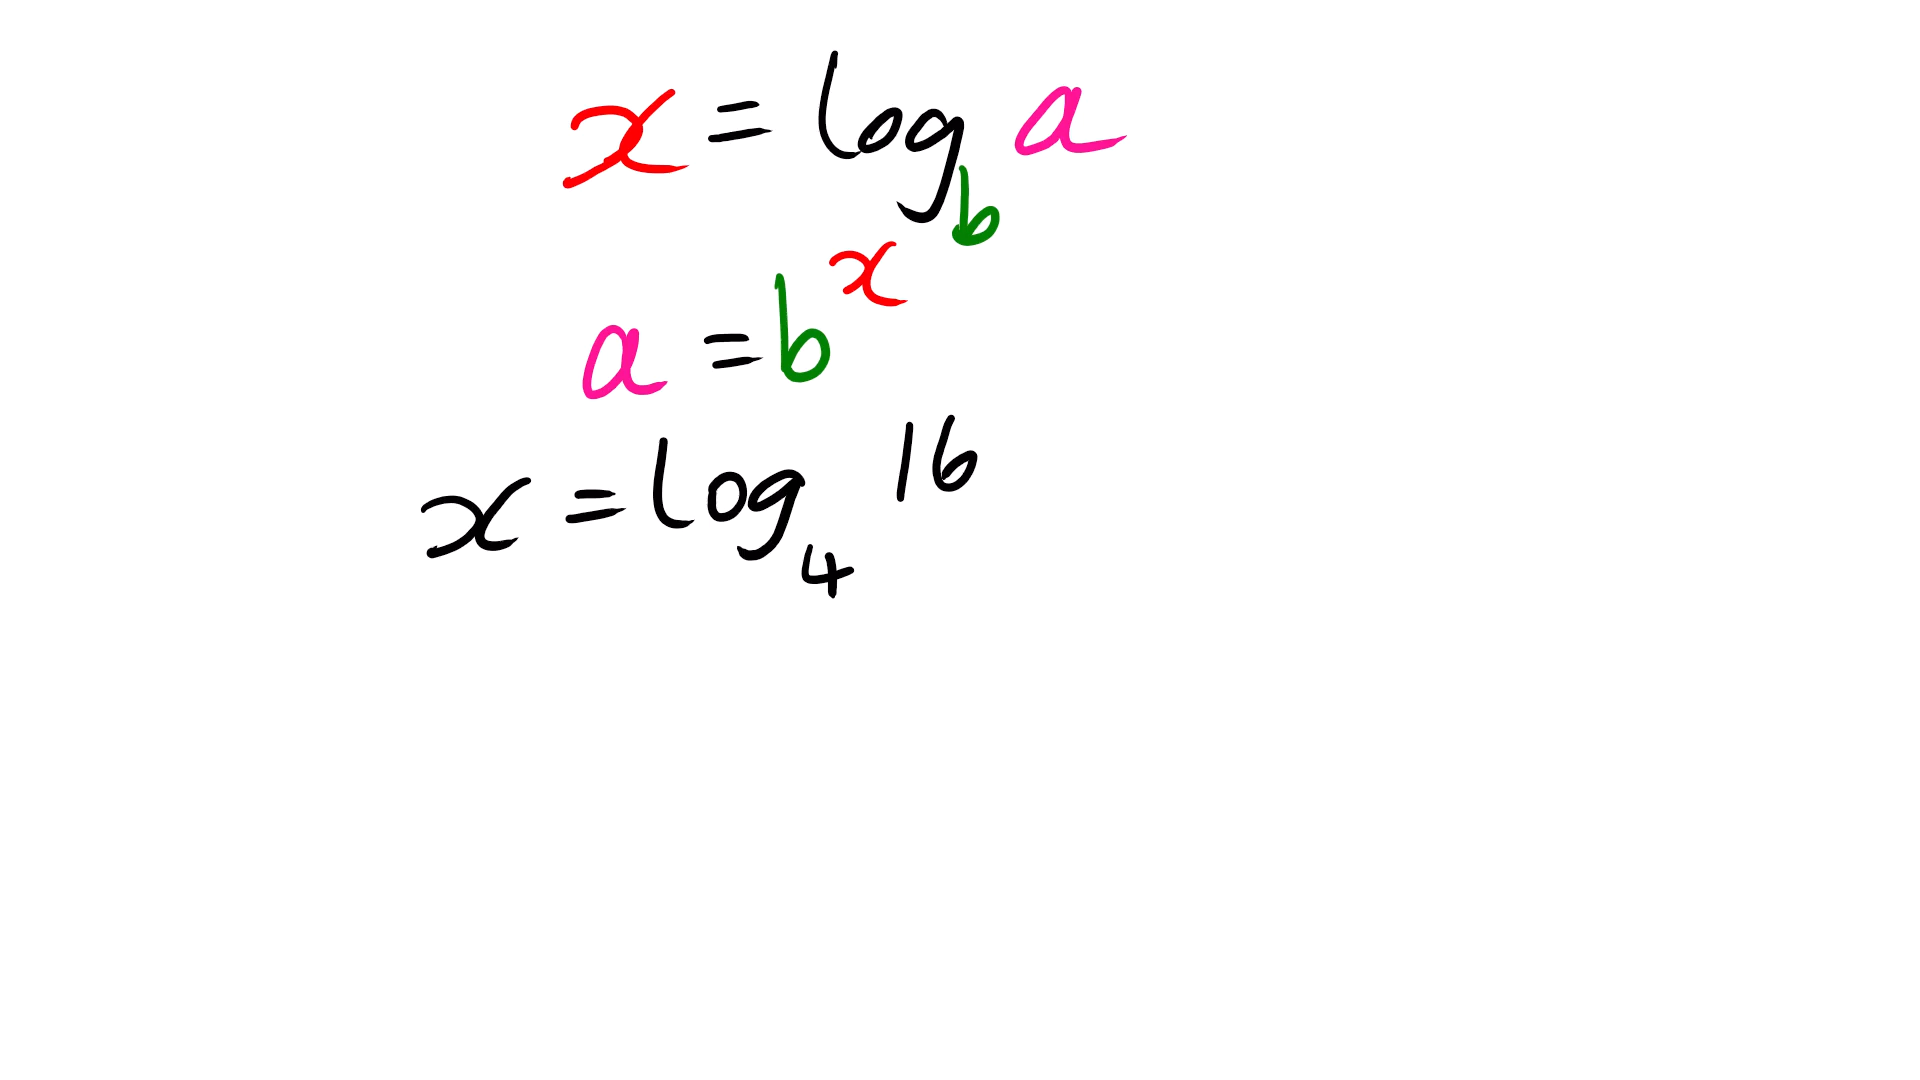 x = log_b a
a = b^x
x = log_4 16